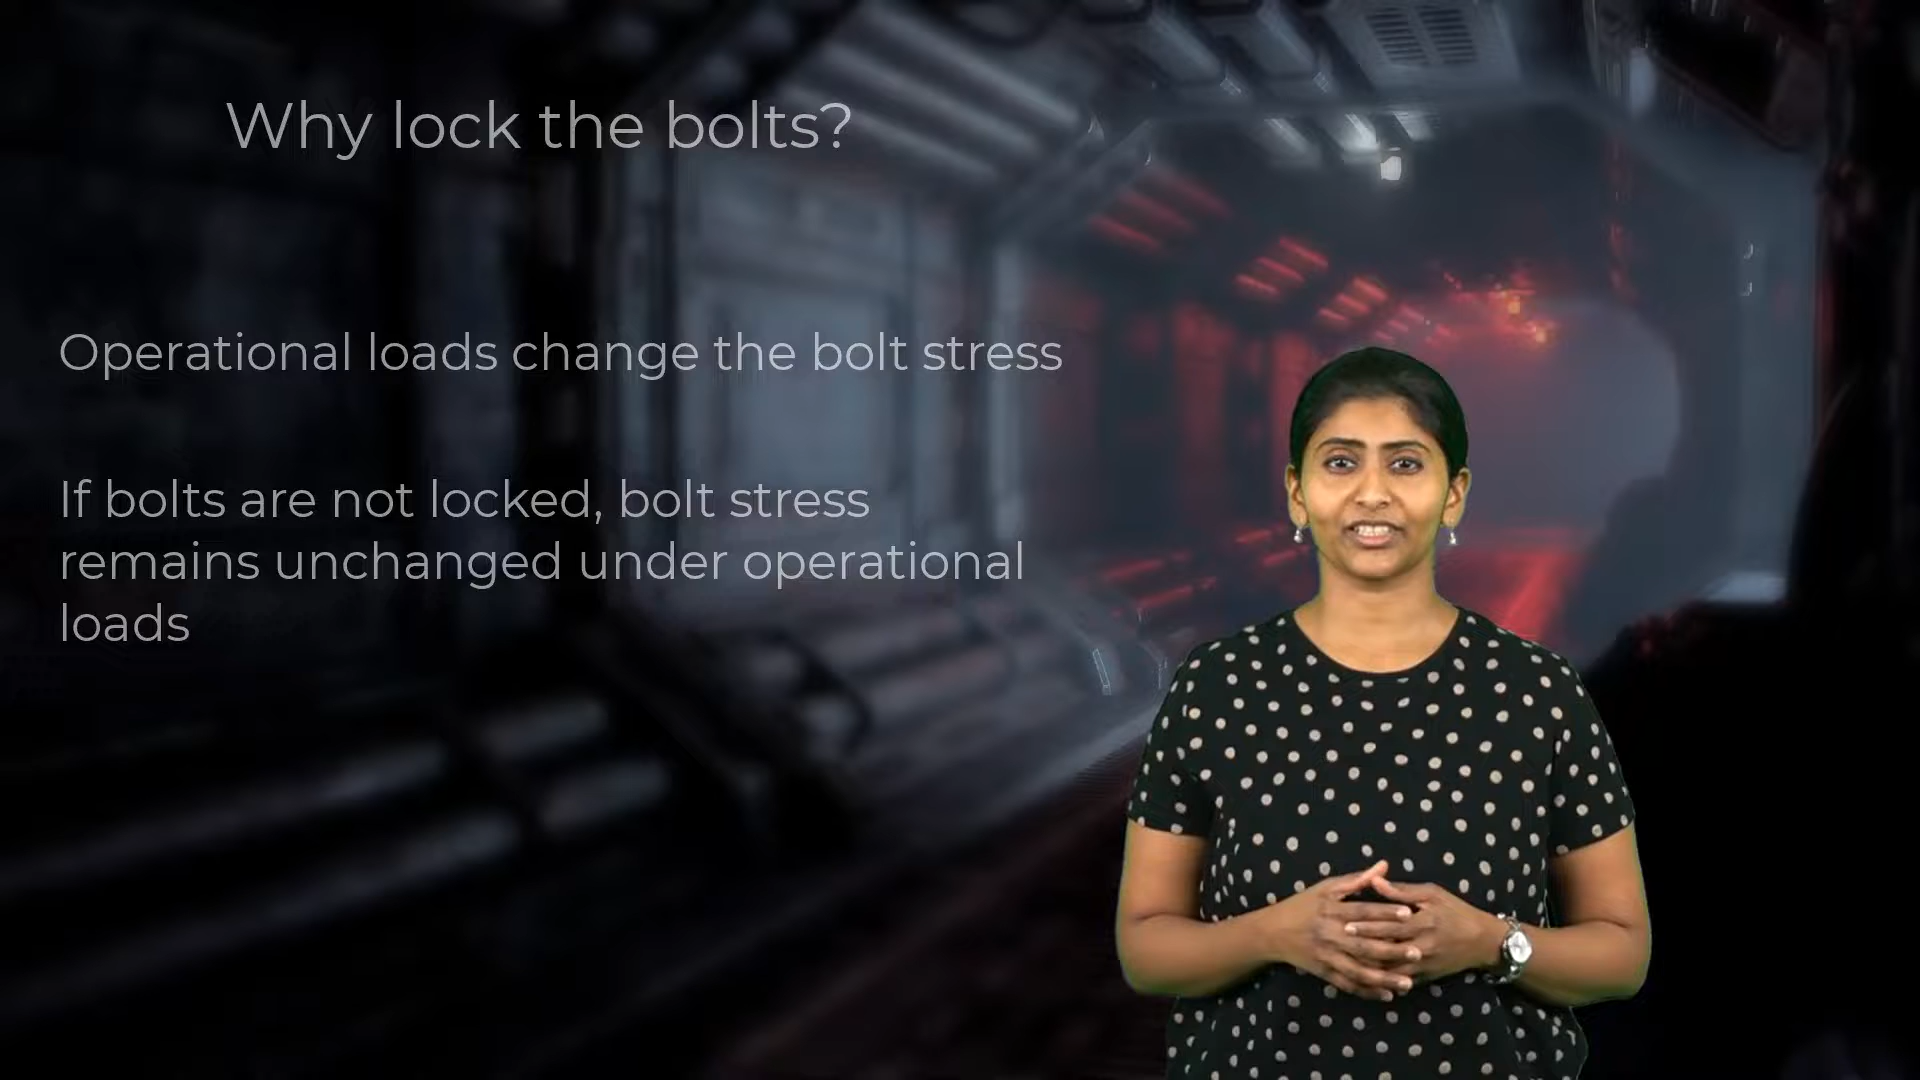 Why lock the bolts?
Operational loads change the bolt stress
If bolts are not locked, bolt stress
remains unchanged under operational
loads